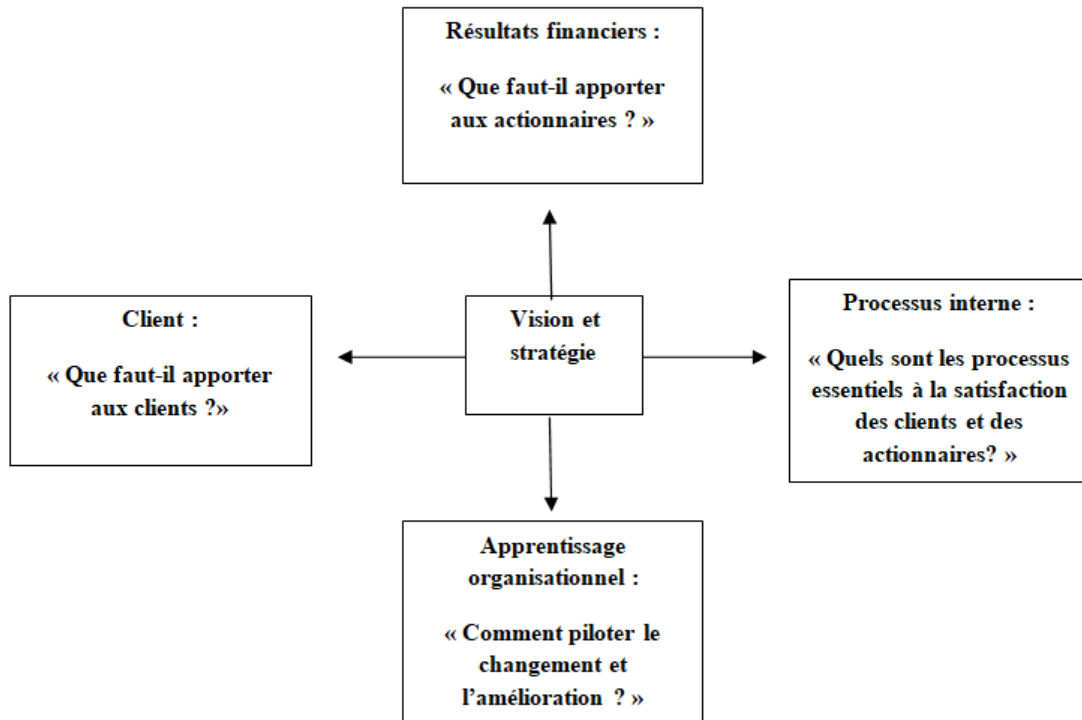 Résultats financiers :
« Que faut-il apporter
aux actionnaires ? »
Client :
« Que faut-il apporter
aux clients ?»
Vision et
stratégie
Processus interne :
« Quels sont les processus
essentiels à la satisfaction
des clients et des
actionnaires? »
Apprentissage
organisationnel :
« Comment piloter le
changement et
l'amélioration ? »